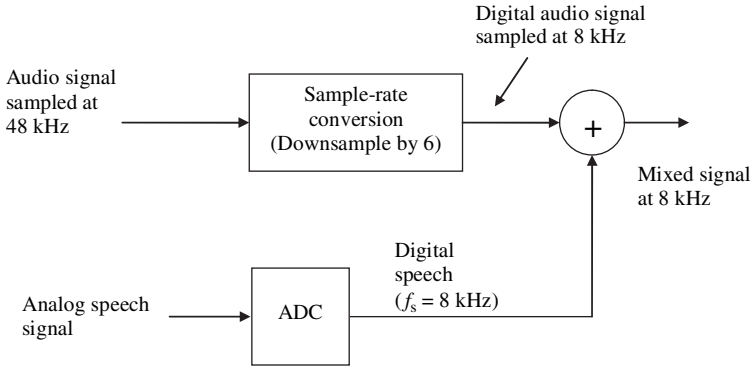 Digital audio signal
sampled at 8 kHz
Audio signal
sampled at
48 kHz
Sample-rate
conversion
(Downsample by 6)
+
Mixed signal
at 8 kHz
Digital
speech
(fs = 8 kHz)
Analog speech
signal
ADC